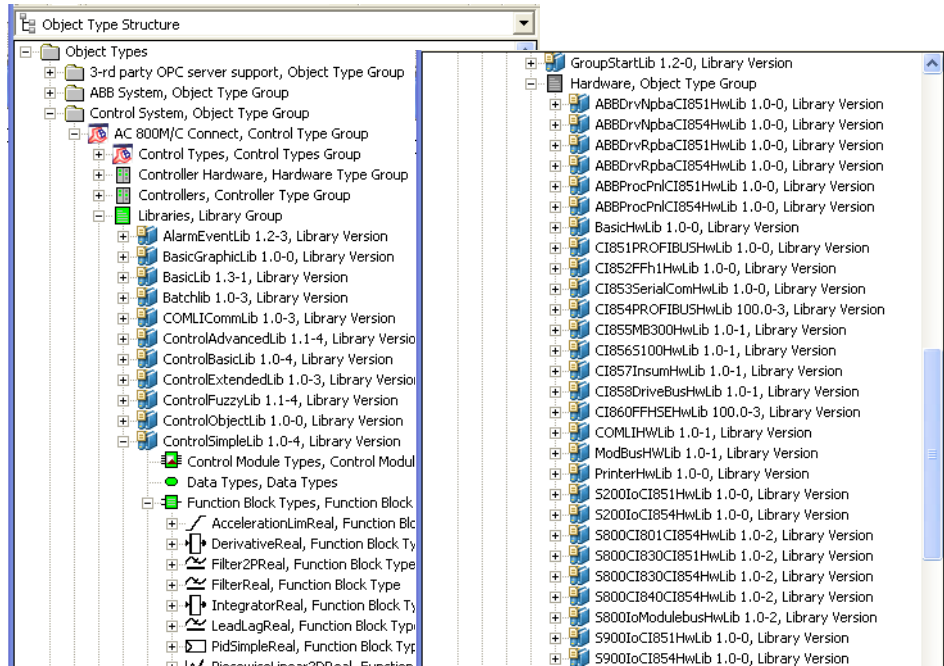 Object Type Structure
Object Types
3-rd party OPC server support, Object Type Group
ABB System, Object Type Group
Control System, Object Type Group
AC 800M/C Connect, Control Type Group
Control Types, Control Types Group
Controller Hardware, Hardware Type Group
Controllers, Controller Type Group
Libraries, Library Group
AlarmEventLib 1.2-3, Library Version
BasicGraphicLib 1.0-0, Library Version
BasicLib 1.3-1, Library Version
Batchlib 1.0-3, Library Version
COMLICommLib 1.0-3, Library Version
ControlAdvancedLib 1.1-4, Library Versio
ControlBasicLib 1.0-4, Library Version
ControlExtendedLib 1.0-3, Library Version
ControlFuzzyLib 1.1-4, Library Version
ControlObjectLib 1.0-0, Library Version
ControlSimpleLib 1.0-4, Library Version
Control Module Types, Control Modul
Data Types, Data Types
Function Block Types, Function Block
AccelerationLimReal, Function Blo
DerivativeReal, Function Block Ty
Filter2PReal, Function Block Type
FilterReal, Function Block Type
IntegratorReal, Function Block Ty
LeadLagReal, Function Block Type
PidSimpleReal, Function Block Typ
GroupStartLib 1.2-0, Library Version
Hardware, Object Type Group
ABBDrvNpbaCI851HwLib 1.0-0, Library Version
ABBDrvNpbaCI854HwLib 1.0-0, Library Version
ABBDrvRpbaCI851HwLib 1.0-0, Library Version
ABBDrvRpbaCI854HwLib 1.0-0, Library Version
ABBProcPnlCI851HwLib 1.0-0, Library Version
ABBProcPnlCI854HwLib 1.0-0, Library Version
BasicHwLib 1.0-0, Library Version
CI851PROFIBUSHwLib 1.0-0, Library Version
CI852FFh1HwLib 1.0-0, Library Version
CI853SerialComHwLib 1.0-0, Library Version
CI854PROFIBUSHwLib 100.0-3, Library Version
CI855MB300HwLib 1.0-1, Library Version
CI856S100HwLib 1.0-1, Library Version
CI857InsumHwLib 1.0-1, Library Version
CI858DriveBusHwLib 1.0-1, Library Version
CI860FFHSEHwLib 100.0-3, Library Version
COMLIHWLib 1.0-1, Library Version
ModBusHWLib 1.0-1, Library Version
PrinterHwLib 1.0-0, Library Version
S200IoCI851HwLib 1.0-0, Library Version
S200IoCI854HwLib 1.0-0, Library Version
S800CI801CI854HwLib 1.0-2, Library Version
S800CI830CI851HwLib 1.0-2, Library Version
S800CI830CI854HwLib 1.0-2, Library Version
S800CI840CI854HwLib 1.0-2, Library Version
S800IoModulebusHwLib 1.0-2, Library Version
S900IoCI851HwLib 1.0-0, Library Version
S900IoCI854HwLib 1.0-0, Library Version